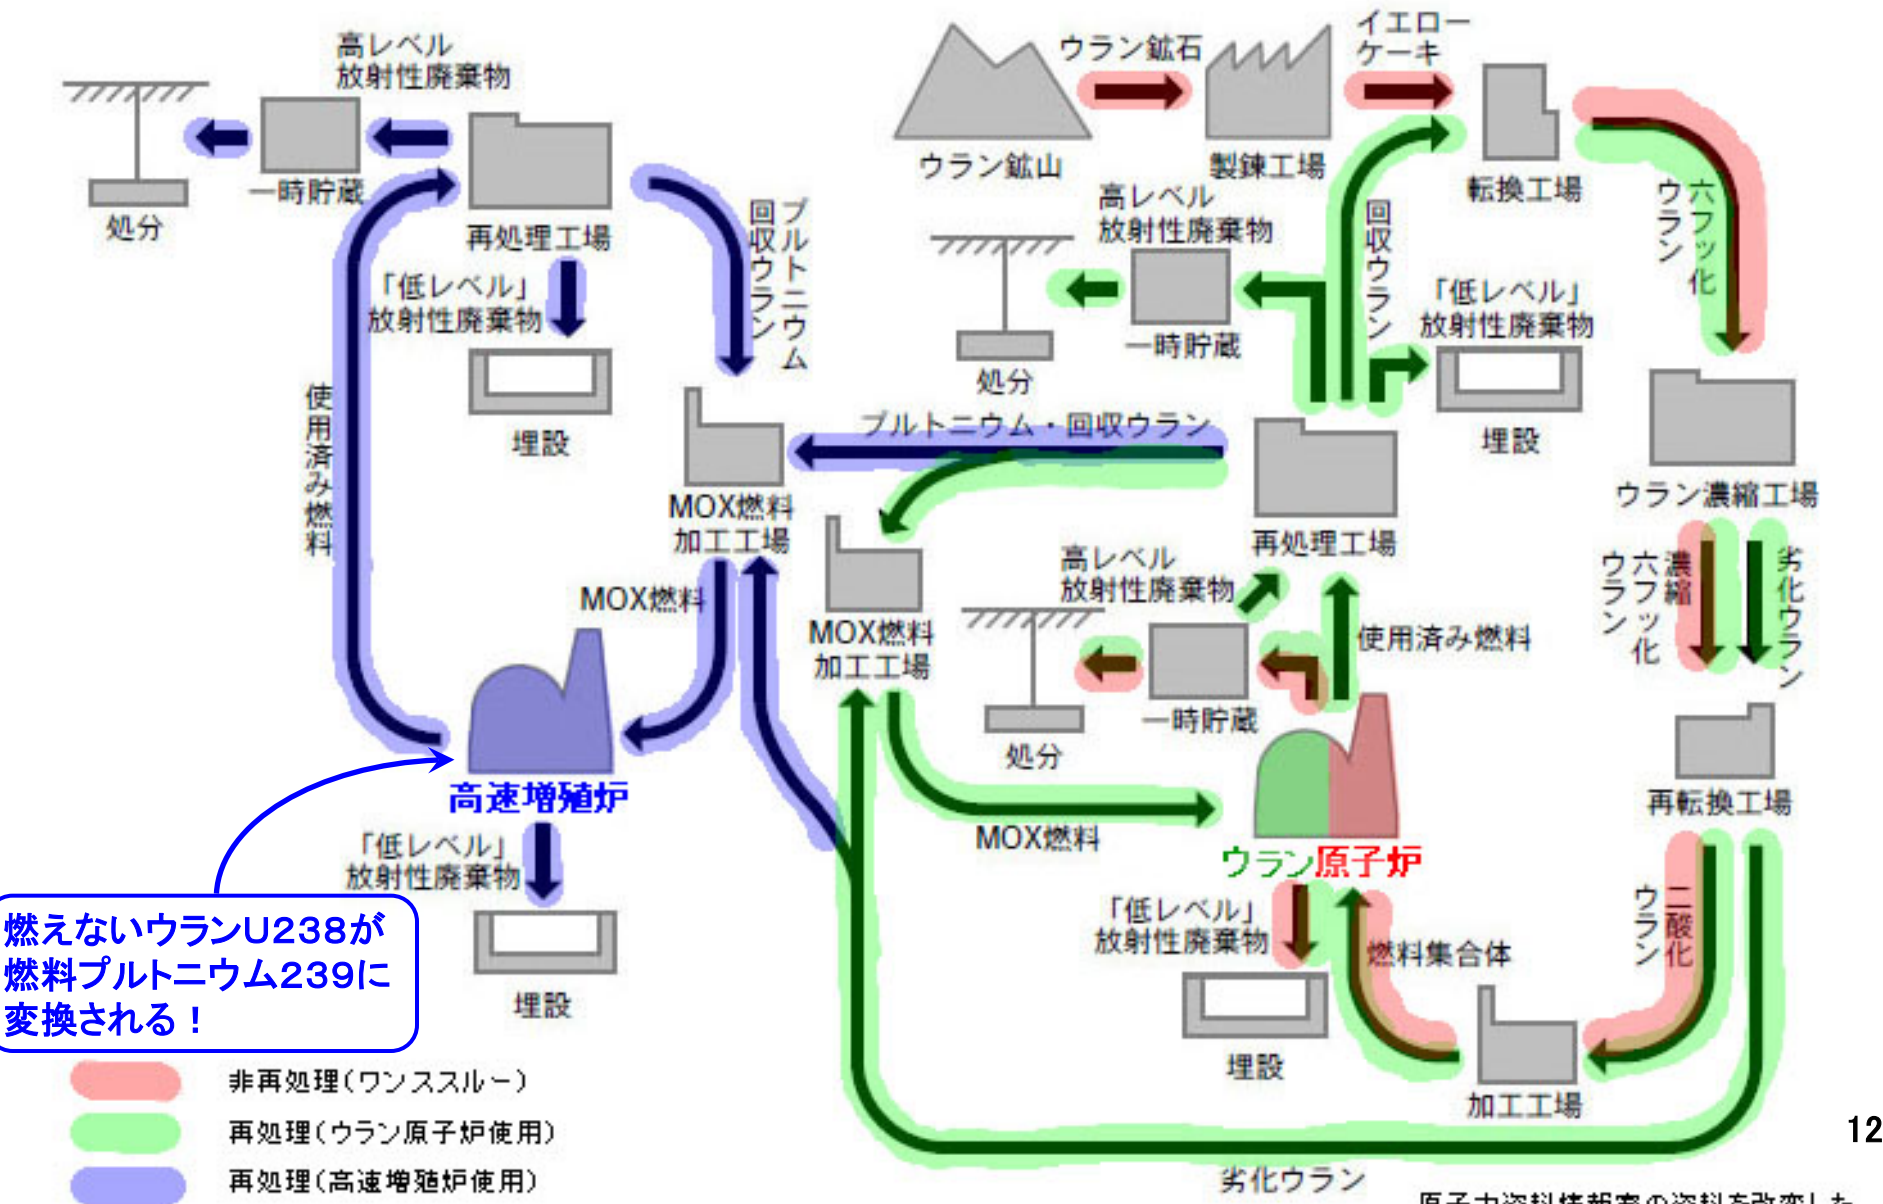 高レベル
放射性廃棄物
一時貯蔵
処分
再処理工場
「低レベル」
放射性廃棄物
埋設
プルトニウム
回収ウラン
使用済み燃料
MOX燃料
加工工場
MOX燃料
高速増殖炉
「低レベル」
放射性廃棄物
埋設
燃えないウランU238が
燃料プルトニウム239に
変換される！
ウラン鉱山
ウラン鉱石
製錬工場
イエロー
ケーキ
転換工場
六フッ化
ウラン
高レベル
放射性廃棄物
一時貯蔵
処分
回収ウラン
「低レベル」
放射性廃棄物
埋設
プルトニウム・回収ウラン
再処理工場
ウラン濃縮工場
濃縮
六フッ化
ウラン
劣化ウラン
MOX燃料
加工工場
高レベル
放射性廃棄物
一時貯蔵
処分
使用済み燃料
再転換工場
MOX燃料
ウラン原子炉
「低レベル」
放射性廃棄物
埋設
燃料集合体
二酸化
ウラン
加工工場
劣化ウラン
非再処理(ワンススルー)
再処理(ウラン原子炉使用)
再処理(高速増殖炉使用)
12
原子力資料情報室の資料を改変した